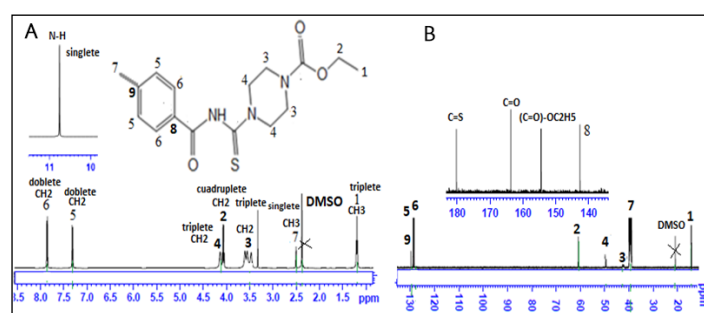 A
N-H
singlete
11 10
7
5
6
9
5
8
6
NH
O
S
N
4
3
3
4
N
O
O
2
1
doblete
CH2
6
doblete
CH2
5
cuadruplete
CH2
2
triplete
CH2
4
triplete
CH2
3
singlete
CH3
7
DMSO
triplete
1
CH3
8.5 8.0 7.5 7.0 6.5 6.0 5.5 5.0 4.5 4.0 3.5 3.0 2.5 2.0 1.5 ppm
B
C=S
C=O
(C=O)-OC2H5
8
180 170 160 150 140
5 6
9
2
4
3
7
DMSO
1
130 120 110 100 90 80 70 60 50 40 30 20 ppm